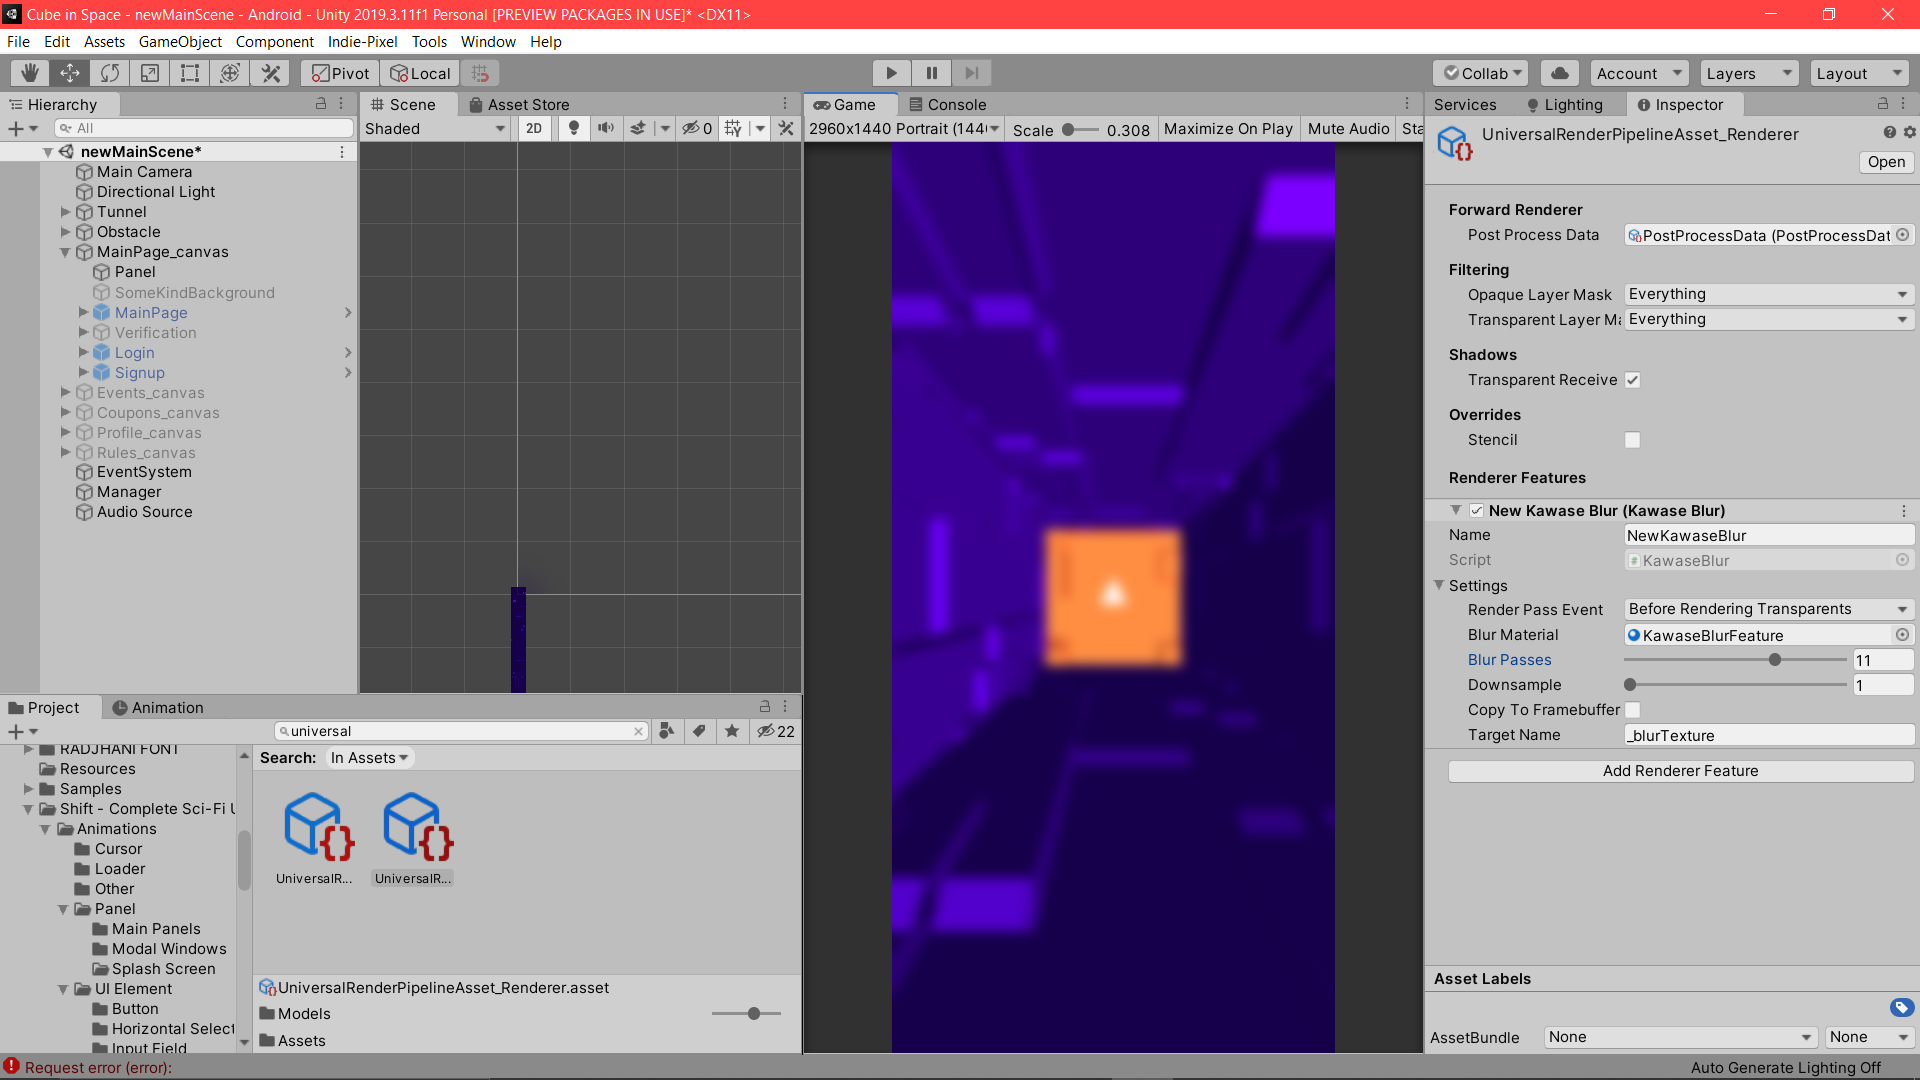 Cube in Space - newMainScene - Android - Unity 2019.3.11f1 Personal [PREVIEW PACKAGES IN USE]* <DX11>
File Edit Assets GameObject Component Indie-Pixel Tools Window Help
Pivot Local Collab Account Layers Layout
Hierarchy
All
newMainScene*
Main Camera
Directional Light
Tunnel
Obstacle
MainPage_canvas
Panel
SomeKindBackground
MainPage
Verification
Login
Signup
Events_canvas
Coupons_canvas
Profile_canvas
Rules_canvas
EventSystem
Manager
Audio Source
Scene Asset Store
Shaded 2D 0
Game Console
2960x1440 Portrait (144( Scale 0.308 Maximize On Play Mute Audio Sta
Services Lighting Inspector
UniversalRenderPipelineAsset_Renderer
Open
Forward Renderer
Post Process Data PostProcessData (PostProcessDat
Filtering
Opaque Layer Mask Everything
Transparent Layer Ma Everything
Shadows
Transparent Receive
Overrides
Stencil
Renderer Features
New Kawase Blur (Kawase Blur)
Name NewKawaseBlur
Script KawaseBlur
Settings
Render Pass Event Before Rendering Transparents
Blur Material KawaseBlurFeature
Blur Passes 11
Downsample 1
Copy To Framebuffer
Target Name _blurTexture
Add Renderer Feature
Asset Labels
AssetBundle None None
Project Animation
universal 22
RADJHANI FONT
Resources
Samples
Shift - Complete Sci-Fi U
Animations
Cursor
Loader
Other
Panel
Main Panels
Modal Windows
Splash Screen
UI Element
Button
Horizontal Select
Input Field
Search: In Assets
UniversalR... UniversalR...
UniversalRenderPipelineAsset_Renderer.asset
Models
Assets
Request error (error):
Auto Generate Lighting Off